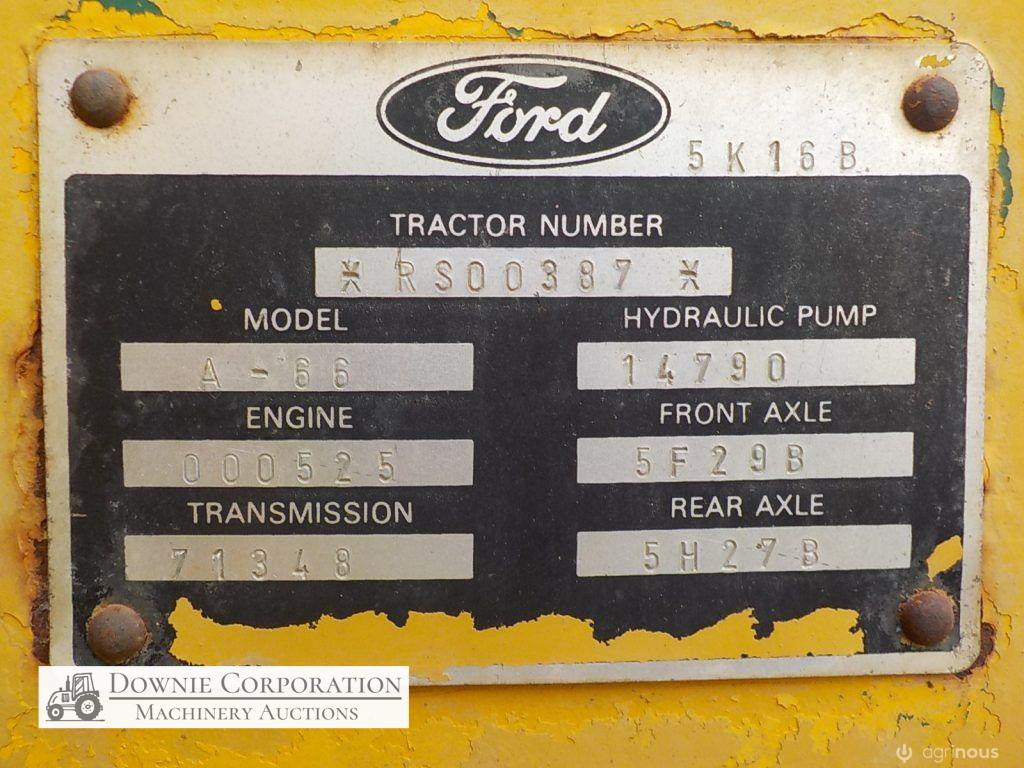 Ford
5K16B
TRACTOR NUMBER
*RS00387*
MODEL
HYDRAULIC PUMP
A-66
14790
ENGINE
FRONT AXLE
000525
5F29B
TRANSMISSION
REAR AXLE
71348
5H27B
DOWNIE CORPORATION
MACHINERY AUCTIONS
agrinous